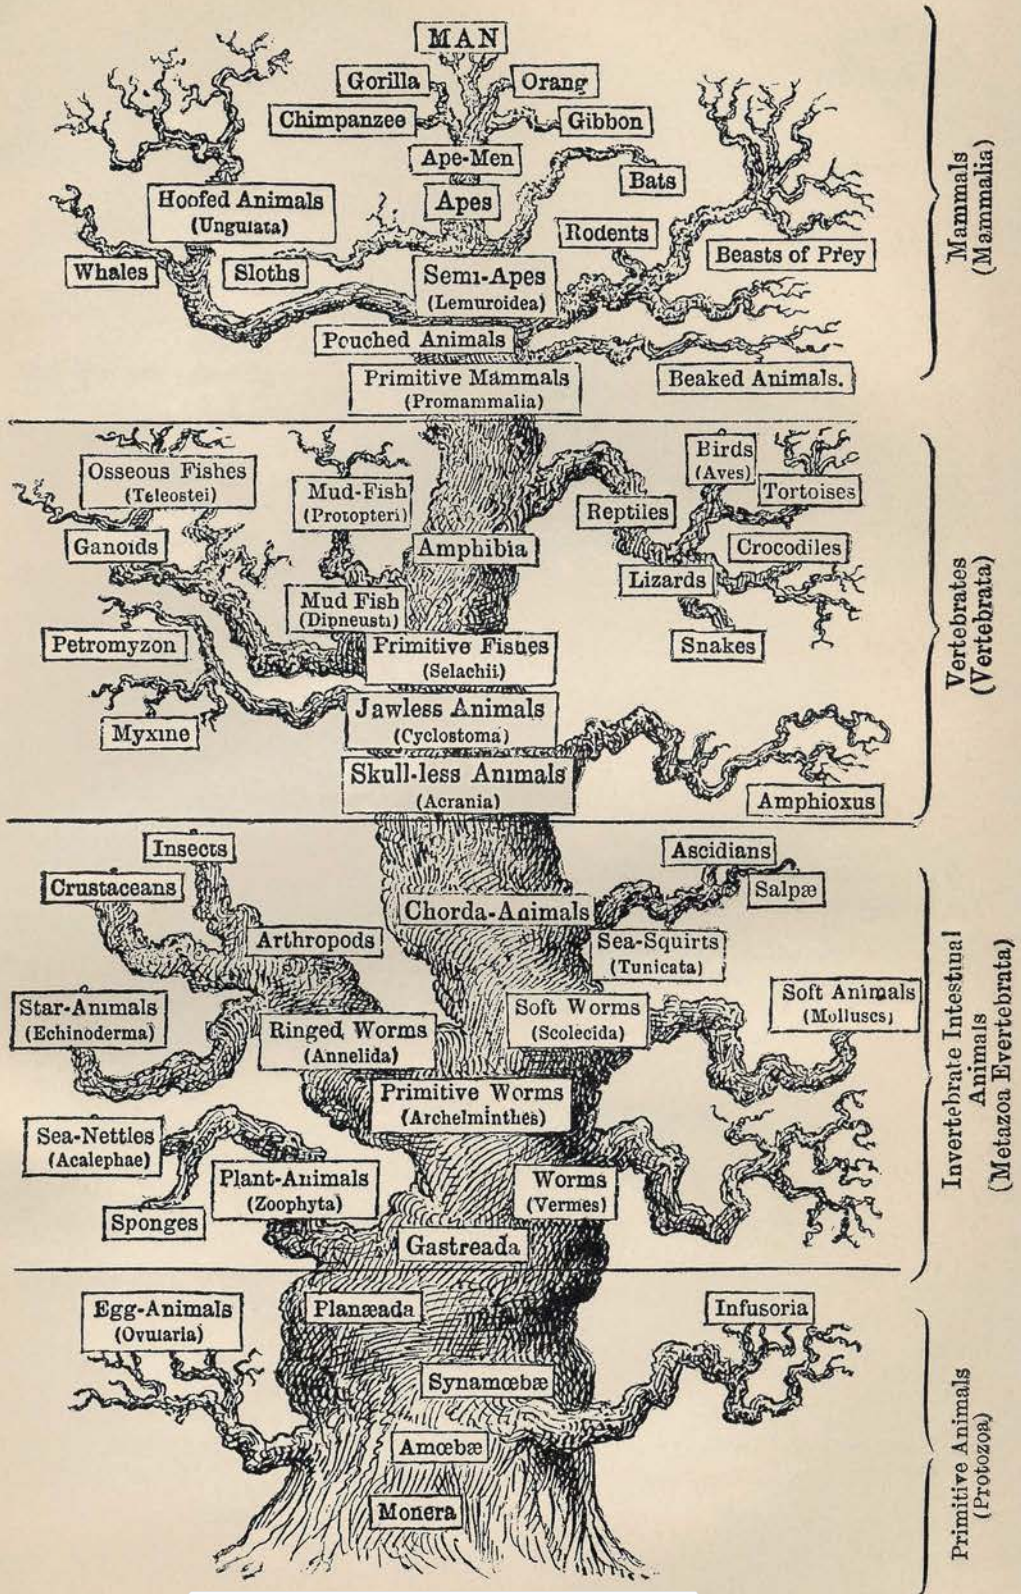 MAN
Gorilla
Orang
Chimpanzee
Gibbon
Ape-Men
Bats
Apes
Hoofed Animals
(Ungulata)
Rodents
Beasts of Prey
Whales
Sloths
Semi-Apes
(Lemuroidea)
Pouched Animals
Primitive Mammals
(Promammalia)
Beaked Animals.
Mammals
(Mammalia)
Osseous Fishes
(Teleostei)
Mud-Fish
(Protopteri)
Birds
(Aves)
Tortoises
Reptiles
Ganoids
Amphibia
Crocodiles
Lizards
Mud Fish
(Dipneusti)
Petromyzon
Primitive Fishes
(Selachii)
Snakes
Jawless Animals
(Cyclostoma)
Myxine
Skull-less Animals
(Acrania)
Amphioxus
Vertebrates
(Vertebrata)
Insects
Ascidians
Crustaceans
Salpæ
Chorda-Animals
Arthropods
Sea-Squirts
(Tunicata)
Star-Animals
(Echinoderma)
Ringed Worms
(Annelida)
Soft Worms
(Scolecida)
Soft Animals
(Molluscs)
Primitive Worms
(Archelminthes)
Sea-Nettles
(Acalephae)
Plant-Animals
(Zoophyta)
Worms
(Vermes)
Sponges
Gastreada
Invertebrate Intestinal
Animals
(Metazoa Evertebrata)
Egg-Animals
(Ovularia)
Planæada
Infusoria
Synamœbæ
Amœbæ
Monera
Primitive Animals
(Protozoa)